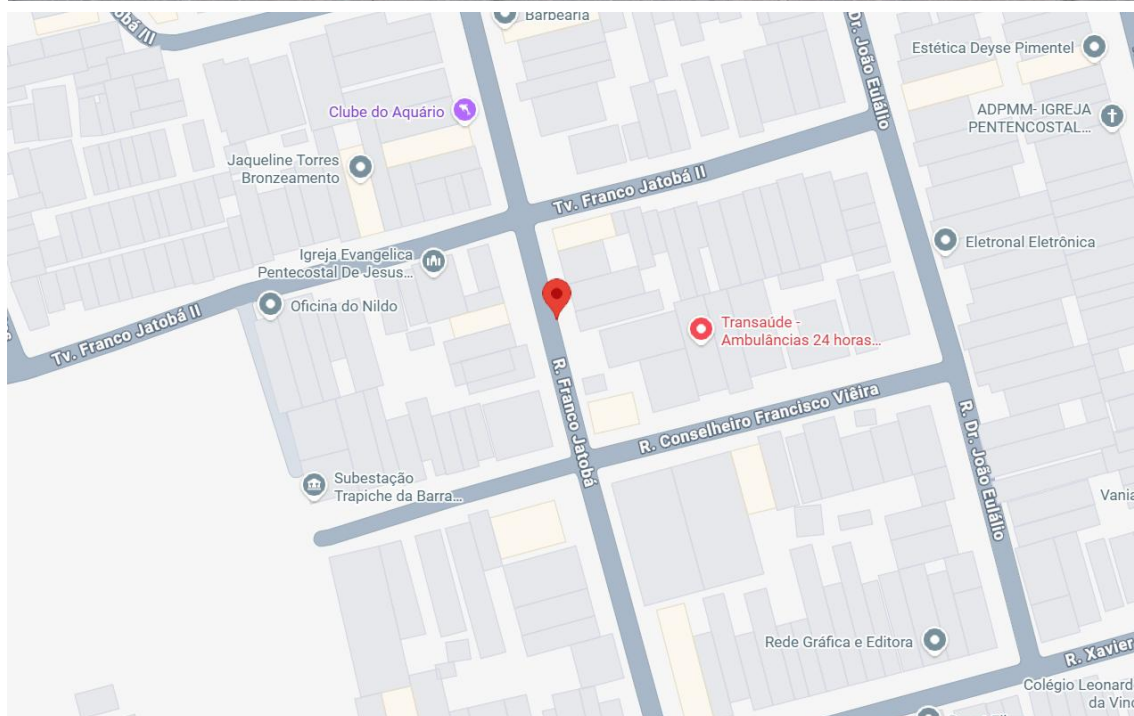 Barbearia
Dr. João Eulálio
Estética Deyse Pimentel
Clube do Aquário
ADPMM- IGREJA
PENTENCOSTAL...
Jaqueline Torres
Bronzeamento
Tv. Franco Jatobá II
Igreja Evangelica
Pentecostal De Jesus...
Eletronal Eletrônica
Oficina do Nildo
Tv. Franco Jatobá II
Transaúde -
Ambulâncias 24 horas...
R. Franco Jatobá
R. Conselheiro Francisco Viêira
R. Dr. João Eulálio
Subestação
Trapiche da Barra...
Vania
Rede Gráfica e Editora
R. Xavier
Colégio Leonard
da Vinc